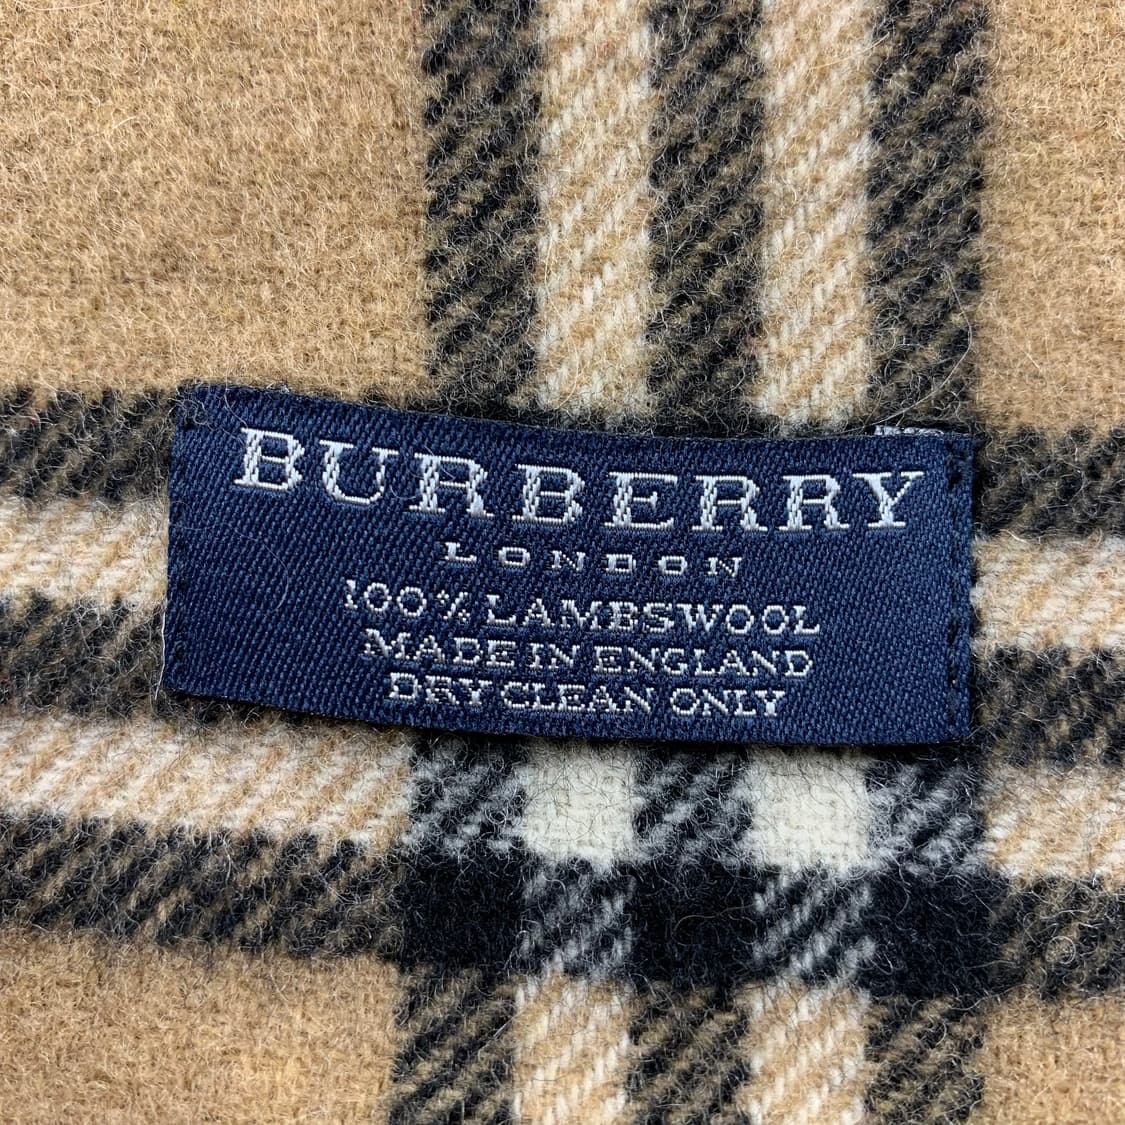 BURBERRY
LONDON
100% LAMBSWOOL
MADE IN ENGLAND
DRY CLEAN ONLY